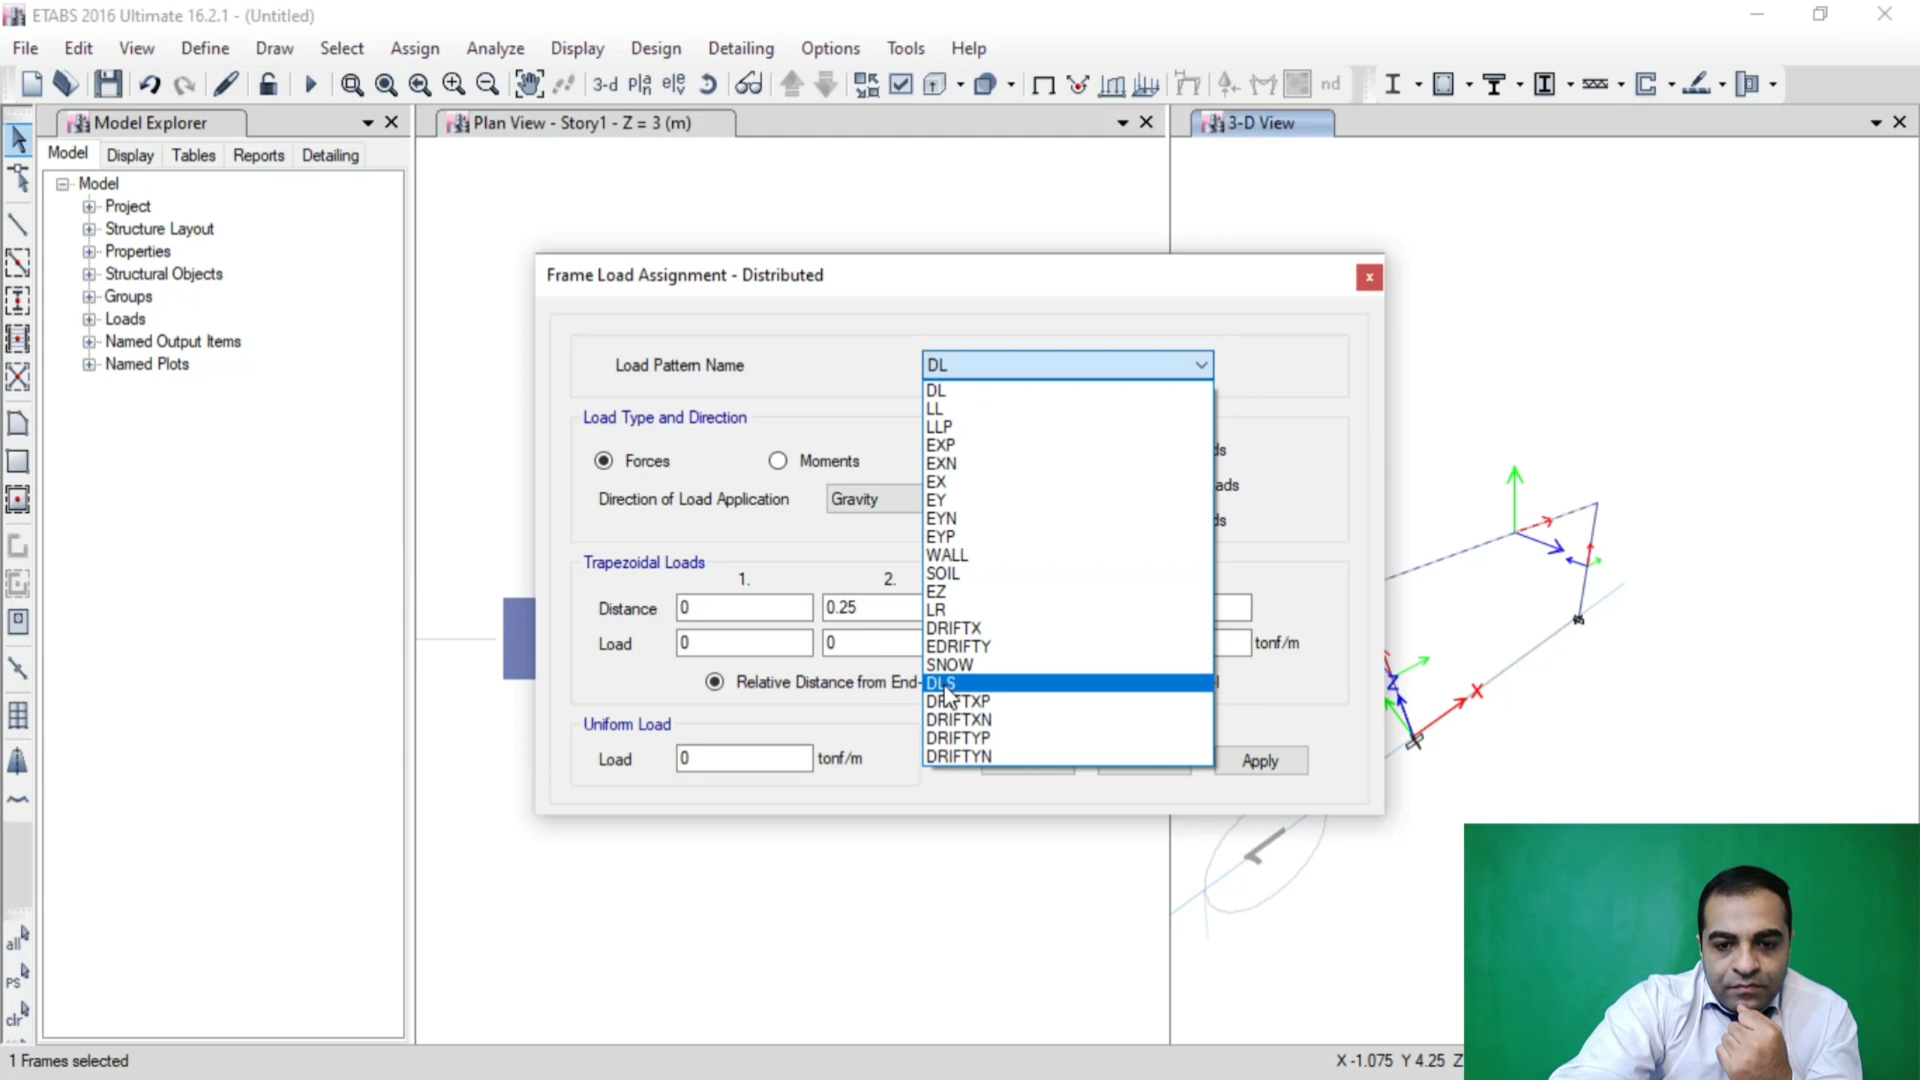 ETABS 2016 Ultimate 16.2.1 - (Untitled)
File Edit View Define Draw Select Assign Analyze Display Design Detailing Options Tools Help
3-d nd
Model Explorer
Plan View - Story1 - Z = 3 (m)
3-D View
Model Display Tables Reports Detailing
Model
Project
Structure Layout
Properties
Structural Objects
Groups
Loads
Named Output Items
Named Plots
Frame Load Assignment - Distributed
Load Pattern Name DL
DL
LL
LLP
EXP
EXN
EX
EY
EYN
EYP
WALL
SOIL
EZ
LR
DRIFTX
EDRIFTY
SNOW
DLS
DRIFTXP
DRIFTXN
DRIFTYP
DRIFTYN
Load Type and Direction
Forces Moments
Direction of Load Application Gravity
Trapezoidal Loads
1. 2.
Distance 0 0.25
Load 0 0 tonf/m
Relative Distance from End-
Uniform Load
Load 0 tonf/m
Apply
X
Z
all
PS
clr
1 Frames selected
X -1.075 Y 4.25 Z